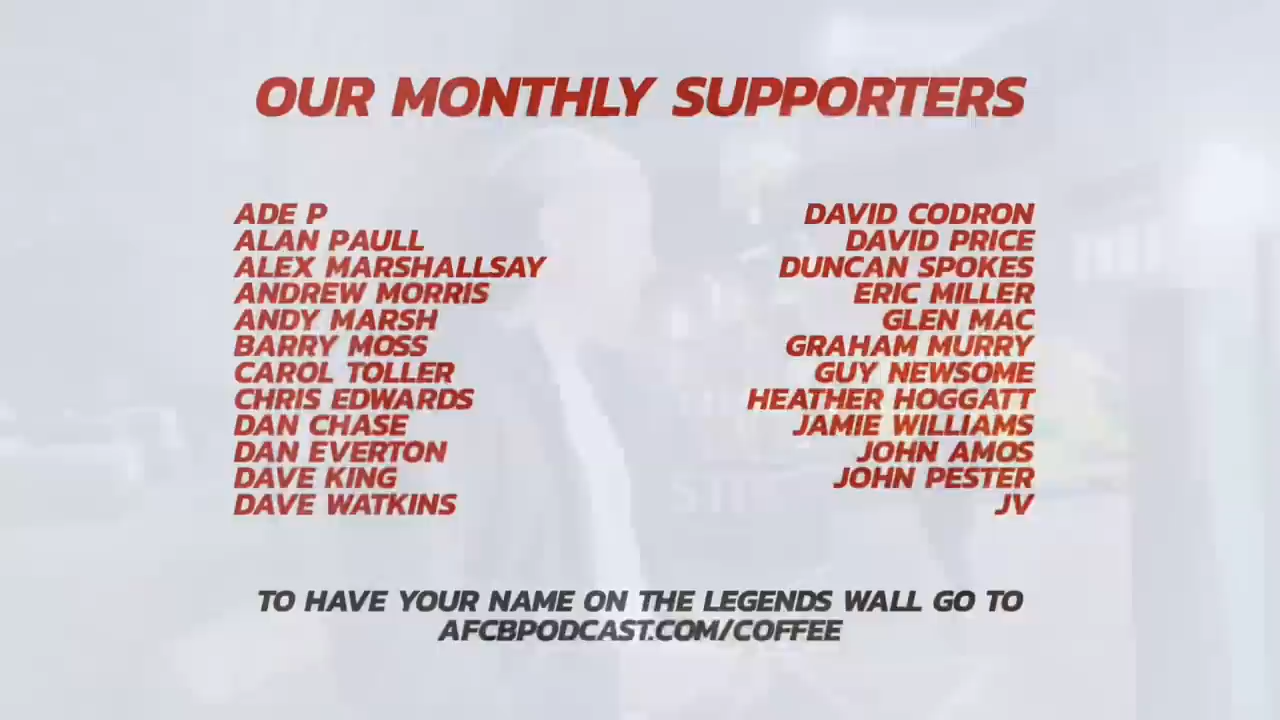 OUR MONTHLY SUPPORTERS
ADE P
ALAN PAULL
ALEX MARSHALLSAY
ANDREW MORRIS
ANDY MARSH
BARRY MOSS
CAROL TOLLER
CHRIS EDWARDS
DAN CHASE
DAN EVERTON
DAVE KING
DAVE WATKINS
DAVID CODRON
DAVID PRICE
DUNCAN SPOKES
ERIC MILLER
GLEN MAC
GRAHAM MURRY
GUY NEWSOME
HEATHER HOGGATT
JAMIE WILLIAMS
JOHN AMOS
JOHN PESTER
JV
TO HAVE YOUR NAME ON THE LEGENDS WALL GO TO
AFCBPODCAST.COM/COFFEE